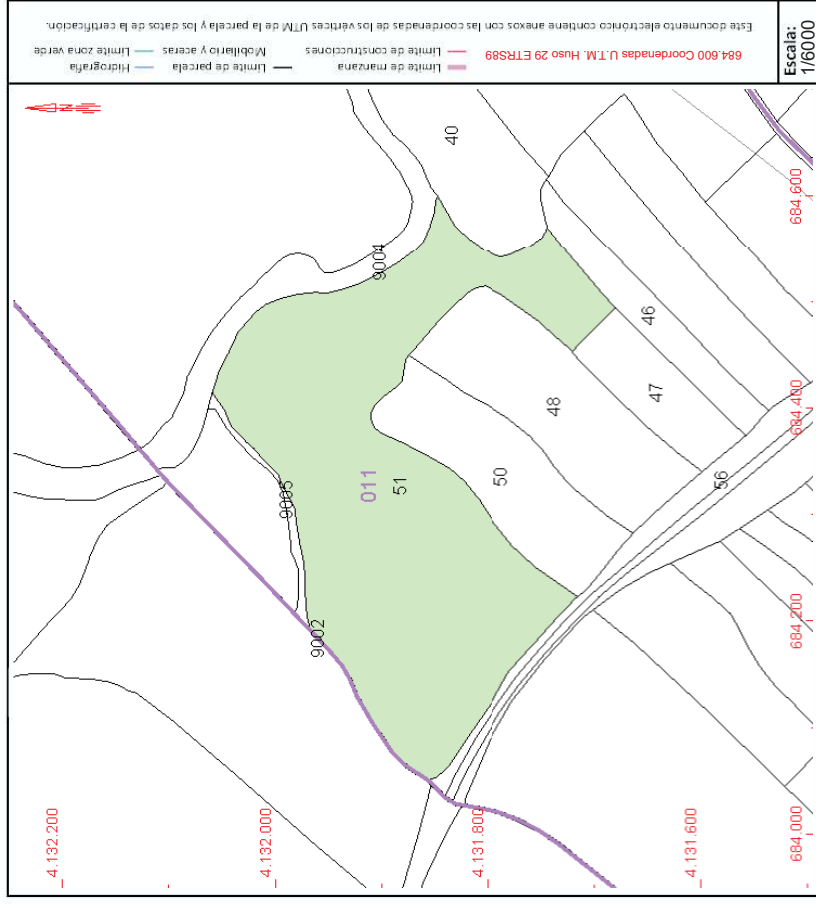 Este documento electrónico contiene anexos con las coordenadas de los vértices UTM de la parcela y los datos de la certificación.
684.600 Coordenadas U.T.M. Huso 29 ETRS89
Límite de manzana
Límite de construcciones
Límite de parcela
Mobiliario y aceras
Hidrografía
Límite zona verde
Escala:
1/6000
40
684.600
9004
46
47
48
684.400
9005
011
51
50
56
9002
684.200
4.132.200
4.132.000
4.131.800
4.131.600
684.000